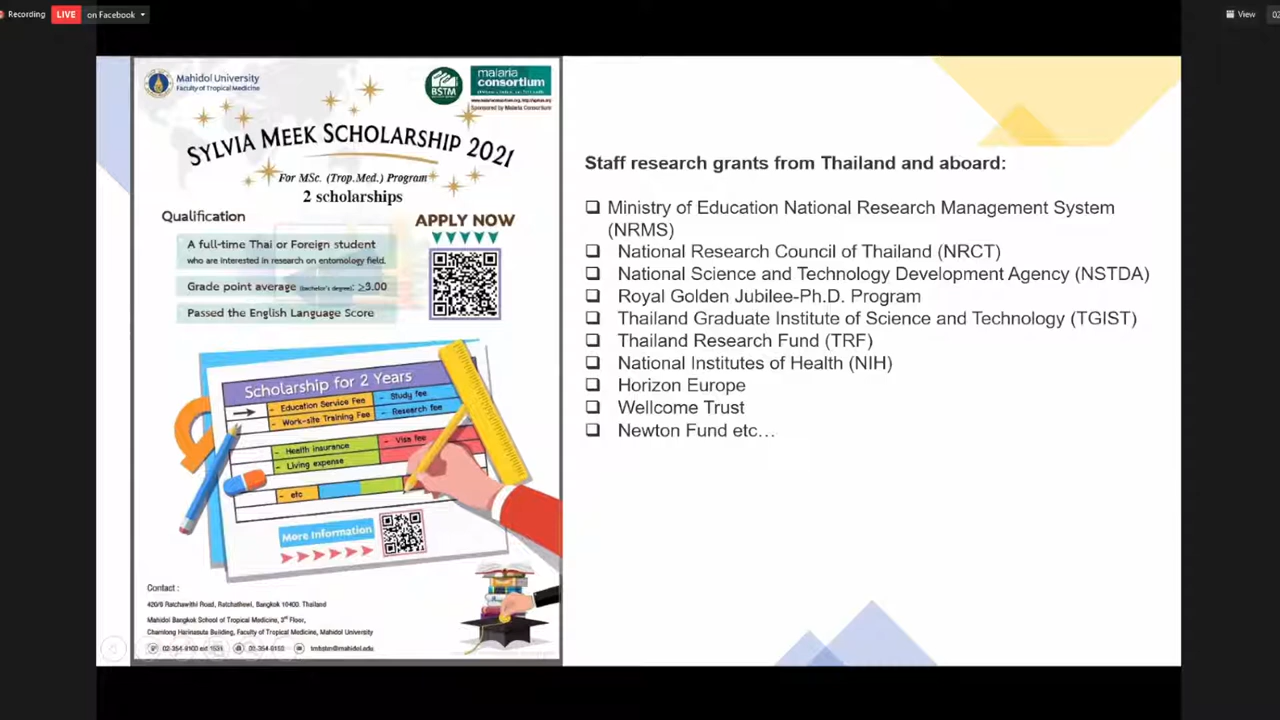 Recording
LIVE
on Facebook
View
02
Mahidol University
Faculty of Tropical Medicine
BSTM
malaria
consortium
Sponsored by Malaria Consortium
SYLVIA MEEK SCHOLARSHIP 2021
For MSc. (Trop.Med.) Program
2 scholarships
Qualification
APPLY NOW
A full-time Thai or Foreign student
who are interested in research on entomology field.
Grade point average (bachelor's degree): ≥3.00
Passed the English Language Score
Scholarship for 2 Years
- Education Service Fee
- Study fee
- Work-site Training Fee
- Research fee
- Health insurance
- Visa fee
- Living expense
- etc
More Information
Contact :
420/6 Ratchawithi Road, Ratchathewi, Bangkok 10400. Thailand
Mahidol Bangkok School of Tropical Medicine, 3rd Floor,
Chamlong Harinasuta Building, Faculty of Tropical Medicine, Mahidol University
tmbstm@mahidol.edu
Staff research grants from Thailand and aboard:
❑ Ministry of Education National Research Management System
(NRMS)
❑ National Research Council of Thailand (NRCT)
❑ National Science and Technology Development Agency (NSTDA)
❑ Royal Golden Jubilee-Ph.D. Program
❑ Thailand Graduate Institute of Science and Technology (TGIST)
❑ Thailand Research Fund (TRF)
❑ National Institutes of Health (NIH)
❑ Horizon Europe
❑ Wellcome Trust
❑ Newton Fund etc…